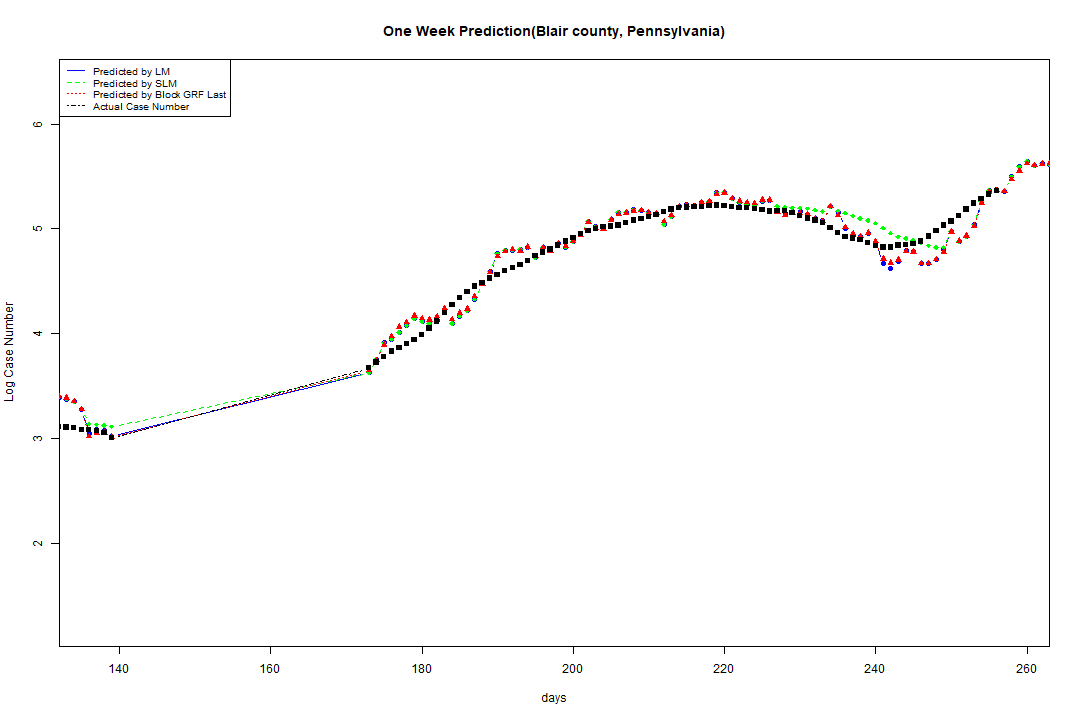 One Week Prediction(Blair county, Pennsylvania)
Predicted by LM
Predicted by SLM
Predicted by Block GRF Last
Actual Case Number
6
5
4
3
2
Log Case Number
140 160 180 200 220 240 260
days